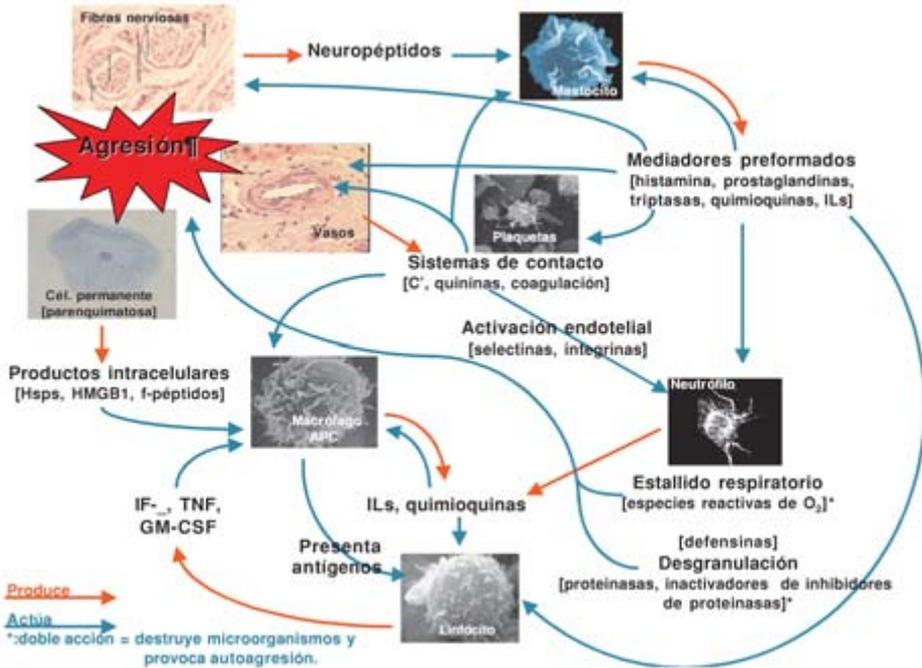 Fibras nerviosas
Neuropéptidos
Mastocito
Agresión¶
Mediadores preformados
[histamina, prostaglandinas,
triptasas, quimioquinas, ILs]
Vasos
Plaquetas
Sistemas de contacto
[C', quininas, coagulación]
Cél. permanente
[parenquimatosa]
Activación endotelial
[selectinas, integrinas]
Productos intracelulares
[Hsps, HMGB1, f-péptidos]
Macrófago
APC
Neutrófilo
Estallido respiratorio
[especies reactivas de O₂]*
IF-_, TNF,
GM-CSF
ILs, quimioquinas
[defensinas]
Desgranulación
[proteinasas, inactivadores de inhibidores
de proteinasas]*
Presenta
antígenos
Linfocito
Produce
Actúa
*:doble acción = destruye microorganismos y
provoca autoagresión.